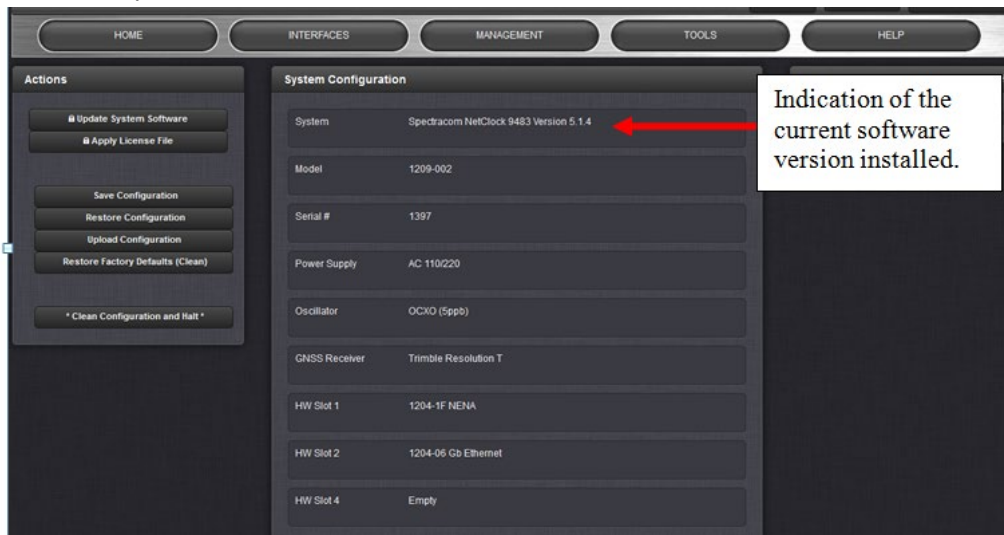 HOME
INTERFACES
MANAGEMENT
TOOLS
HELP
Actions
Update System Software
Apply License File
Save Configuration
Restore Configuration
Upload Configuration
Restore Factory Defaults (Clean)
* Clean Configuration and Halt *
System Configuration
System Spectracom NetClock 9483 Version 5.1.4
Model 1209-002
Serial # 1397
Power Supply AC 110/220
Oscillator OCXO (5ppb)
GNSS Receiver Trimble Resolution T
HW Slot 1 1204-1F NENA
HW Slot 2 1204-06 Gb Ethernet
HW Slot 4 Empty
Indication of the
current software
version installed.